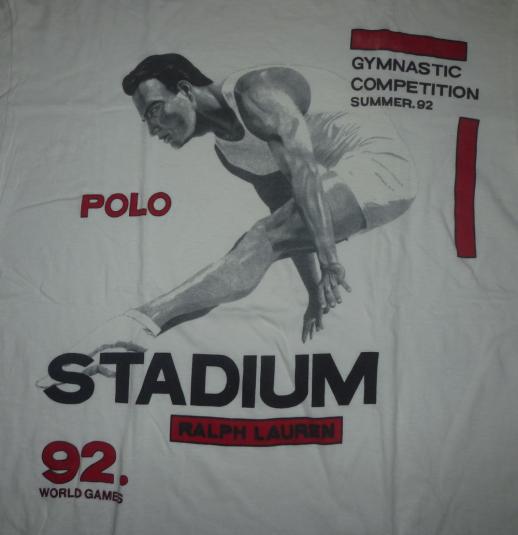 GYMNASTIC
COMPETITION
SUMMER.92
POLO
STADIUM
RALPH LAUREN
92.
WORLD GAMES